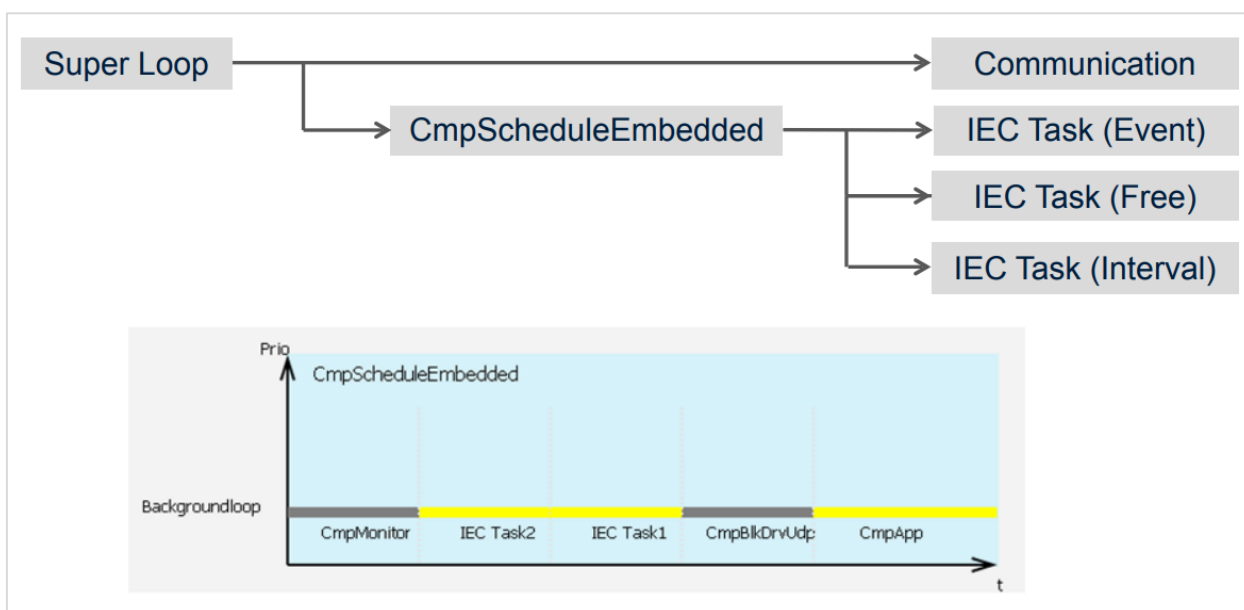 Super Loop
Communication
CmpScheduleEmbedded
IEC Task (Event)
IEC Task (Free)
IEC Task (Interval)
Prio
CmpScheduleEmbedded
Backgroundloop
CmpMonitor
IEC Task2
IEC Task1
CmpBlkDrvUdp
CmpApp
t